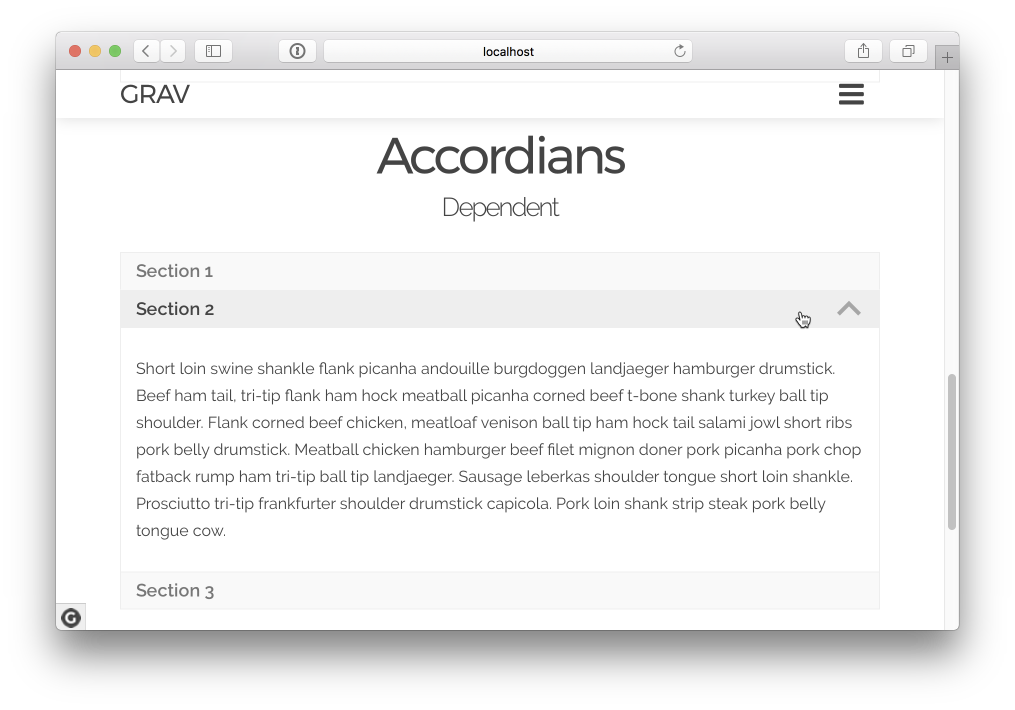 localhost
GRAV
Accordians
Dependent
Section 1
Section 2
Short loin swine shankle flank picanha andouille burgdoggen landjaeger hamburger drumstick.
Beef ham tail, tri-tip flank ham hock meatball picanha corned beef t-bone shank turkey ball tip
shoulder. Flank corned beef chicken, meatloaf venison ball tip ham hock tail salami jowl short ribs
pork belly drumstick. Meatball chicken hamburger beef filet mignon doner pork picanha pork chop
fatback rump ham tri-tip ball tip landjaeger. Sausage leberkas shoulder tongue short loin shankle.
Prosciutto tri-tip frankfurter shoulder drumstick capicola. Pork loin shank strip steak pork belly
tongue cow.
Section 3